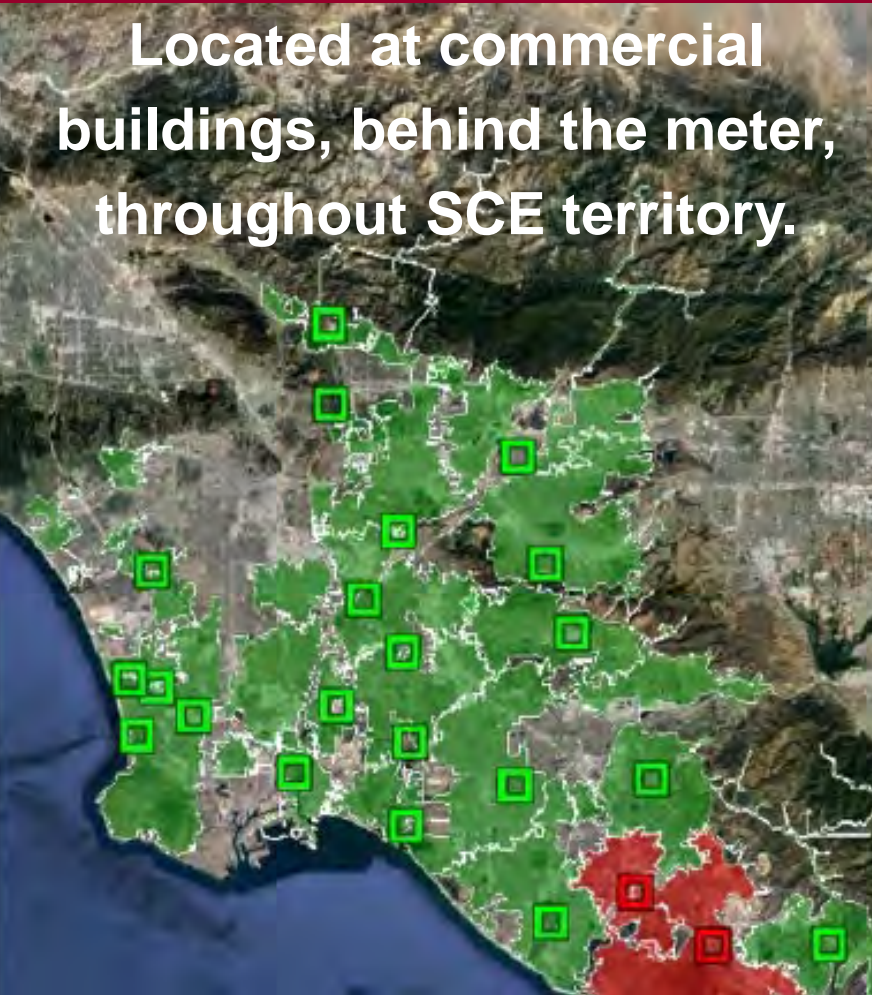 Located at commercial
buildings, behind the meter,
throughout SCE territory.